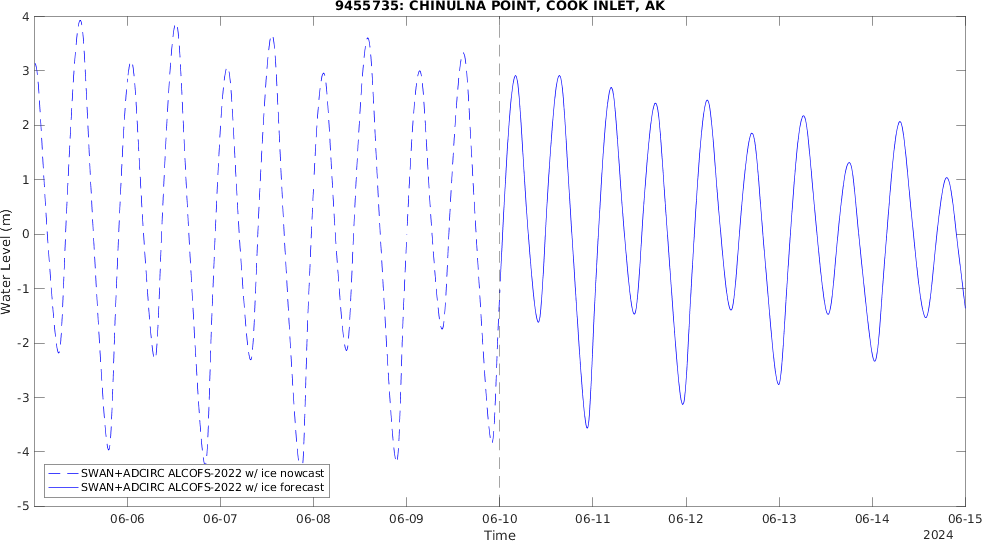 9455735: CHINULNA POINT, COOK INLET, AK
4
3
2
1
0
-1
-2
-3
-4
-5
Water Level (m)
SWAN+ADCIRC ALCOFS-2022 w/ ice nowcast
SWAN+ADCIRC ALCOFS-2022 w/ ice forecast
06-06 06-07 06-08 06-09 06-10 06-11 06-12 06-13 06-14 06-15
Time
2024